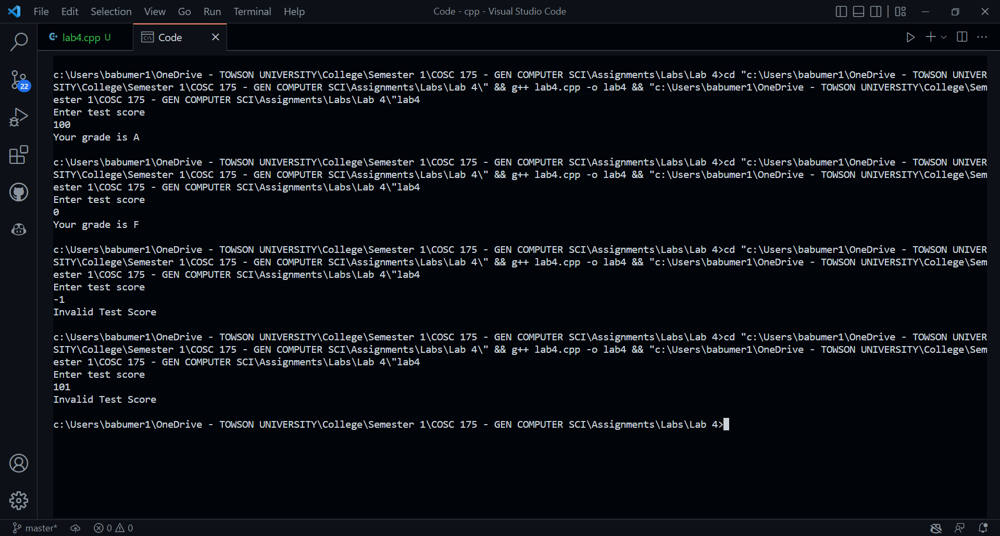 File Edit Selection View Go Run Terminal Help Code - cpp - Visual Studio Code
lab4.cpp U Code
c:\Users\babumer1\OneDrive - TOWSON UNIVERSITY\College\Semester 1\COSC 175 - GEN COMPUTER SCI\Assignments\Labs\Lab 4>cd "c:\Users\babumer1\OneDrive - TOWSON UNIVER
SITY\College\Semester 1\COSC 175 - GEN COMPUTER SCI\Assignments\Labs\Lab 4\" && g++ lab4.cpp -o lab4 && "c:\Users\babumer1\OneDrive - TOWSON UNIVERSITY\College\Sem
ester 1\COSC 175 - GEN COMPUTER SCI\Assignments\Labs\Lab 4\"lab4
Enter test score
100
Your grade is A
c:\Users\babumer1\OneDrive - TOWSON UNIVERSITY\College\Semester 1\COSC 175 - GEN COMPUTER SCI\Assignments\Labs\Lab 4>cd "c:\Users\babumer1\OneDrive - TOWSON UNIVER
SITY\College\Semester 1\COSC 175 - GEN COMPUTER SCI\Assignments\Labs\Lab 4\" && g++ lab4.cpp -o lab4 && "c:\Users\babumer1\OneDrive - TOWSON UNIVERSITY\College\Sem
ester 1\COSC 175 - GEN COMPUTER SCI\Assignments\Labs\Lab 4\"lab4
Enter test score
0
Your grade is F
c:\Users\babumer1\OneDrive - TOWSON UNIVERSITY\College\Semester 1\COSC 175 - GEN COMPUTER SCI\Assignments\Labs\Lab 4>cd "c:\Users\babumer1\OneDrive - TOWSON UNIVER
SITY\College\Semester 1\COSC 175 - GEN COMPUTER SCI\Assignments\Labs\Lab 4\" && g++ lab4.cpp -o lab4 && "c:\Users\babumer1\OneDrive - TOWSON UNIVERSITY\College\Sem
ester 1\COSC 175 - GEN COMPUTER SCI\Assignments\Labs\Lab 4\"lab4
Enter test score
-1
Invalid Test Score
c:\Users\babumer1\OneDrive - TOWSON UNIVERSITY\College\Semester 1\COSC 175 - GEN COMPUTER SCI\Assignments\Labs\Lab 4>cd "c:\Users\babumer1\OneDrive - TOWSON UNIVER
SITY\College\Semester 1\COSC 175 - GEN COMPUTER SCI\Assignments\Labs\Lab 4\" && g++ lab4.cpp -o lab4 && "c:\Users\babumer1\OneDrive - TOWSON UNIVERSITY\College\Sem
ester 1\COSC 175 - GEN COMPUTER SCI\Assignments\Labs\Lab 4\"lab4
Enter test score
101
Invalid Test Score
c:\Users\babumer1\OneDrive - TOWSON UNIVERSITY\College\Semester 1\COSC 175 - GEN COMPUTER SCI\Assignments\Labs\Lab 4>
22
master* 0 0